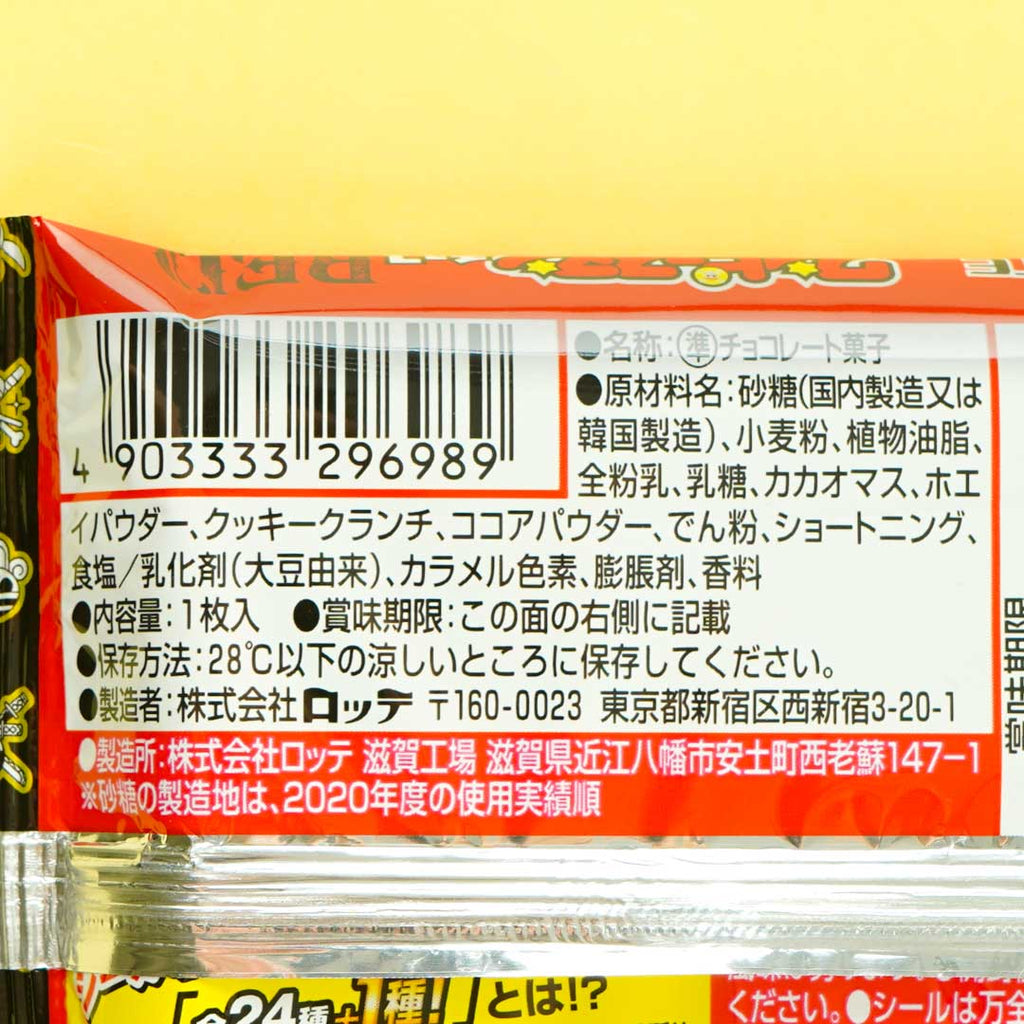 4 903333 296989
●名称:㊤準チョコレート菓子
●原材料名:砂糖(国内製造又は
韓国製造)、小麦粉、植物油脂、
全粉乳、乳糖、カカオマス、ホエ
イパウダー、クッキークランチ、ココアパウダー、でん粉、ショートニング、
食塩/乳化剤(大豆由来)、カラメル色素、膨脹剤、香料
●内容量:1枚入 ●賞味期限:この面の右側に記載
●保存方法:28℃以下の涼しいところに保存してください。
●製造者:株式会社ロッテ 〒160-0023 東京都新宿区西新宿3-20-1
●製造所:株式会社ロッテ 滋賀工場 滋賀県近江八幡市安土町西老蘇147-1
※砂糖の製造地は、2020年度の使用実績順
賞味期限
「全24種+1種!」とは!?
ください。●シールは万全